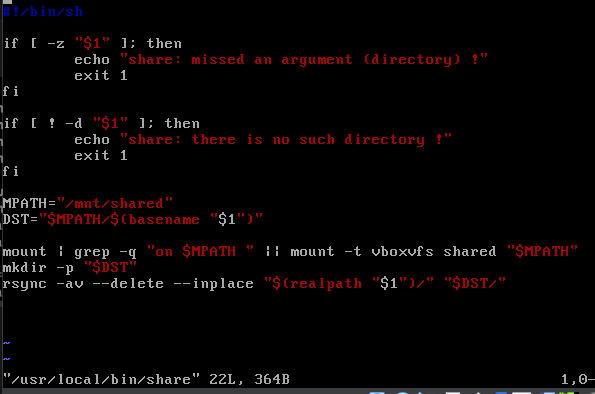 #!/bin/sh
if [ -z "$1" ]; then
echo "share: missed an argument (directory) !"
exit 1
fi
if [ ! -d "$1" ]; then
echo "share: there is no such directory !"
exit 1
fi
MPATH="/mnt/shared"
DST="$MPATH/$(basename "$1")"
mount | grep -q "on $MPATH " || mount -t vboxvfs shared "$MPATH"
mkdir -p "$DST"
rsync -av --delete --inplace "$(realpath "$1")/" "$DST/"
~
~
"/usr/local/bin/share" 22L, 364B 1,0-